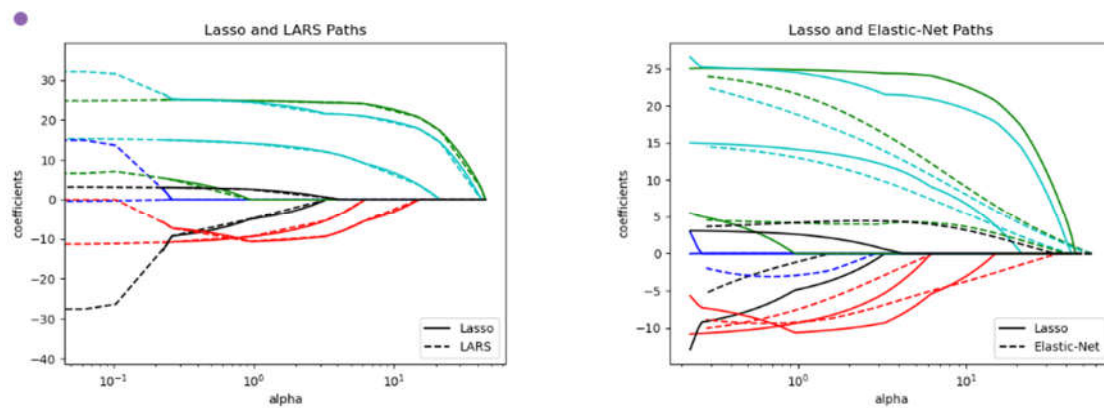 Lasso and LARS Paths
coefficients
30
20
10
0
−10
−20
−30
−40
Lasso
LARS
10⁻¹
10⁰
10¹
alpha
Lasso and Elastic-Net Paths
coefficients
25
20
15
10
5
0
−5
−10
Lasso
Elastic-Net
10⁰
10¹
alpha